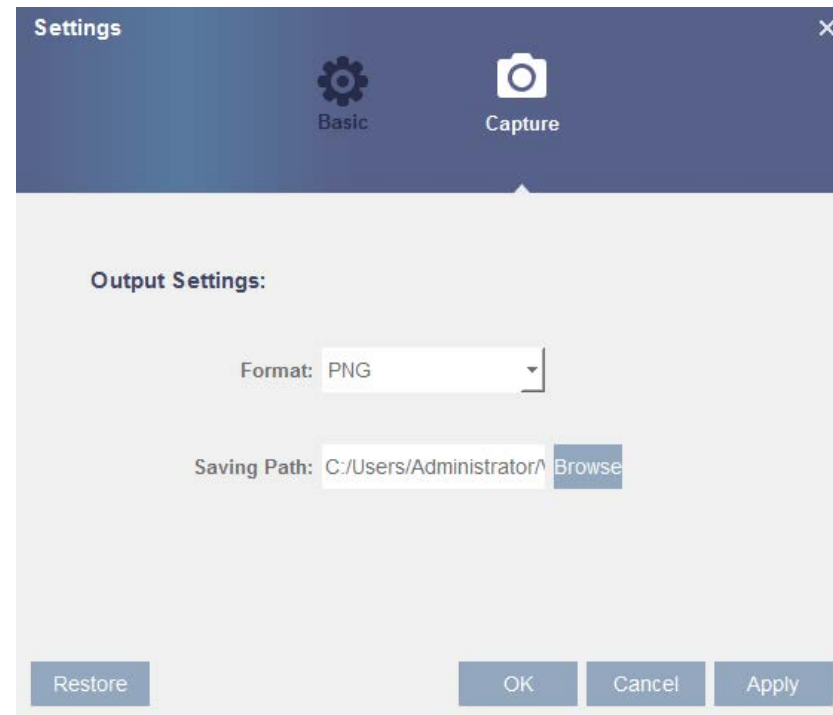 Settings
Basic
Capture
Output Settings:
Format: PNG
Saving Path: C:/Users/Administrator/ Browse
Restore OK Cancel Apply